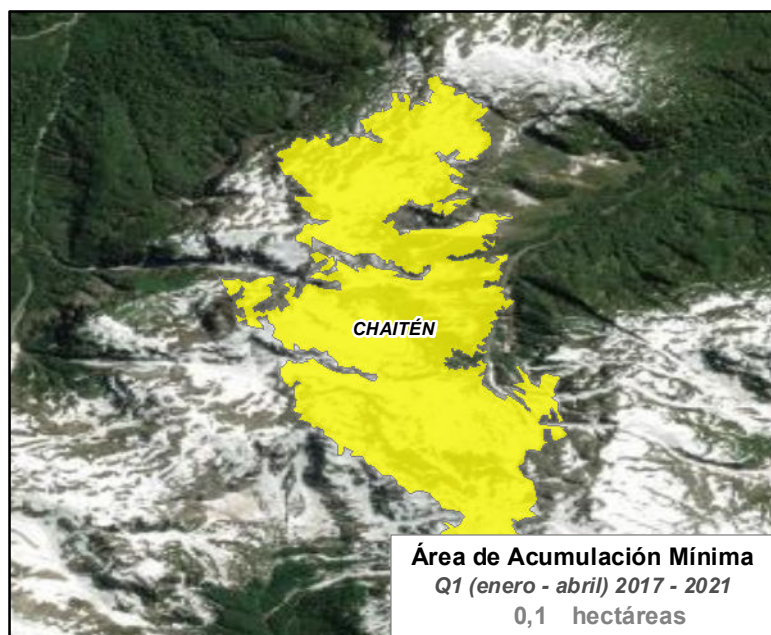 CHAITÉN
Área de Acumulación Mínima
Q1 (enero - abril) 2017 - 2021
0,1 hectáreas